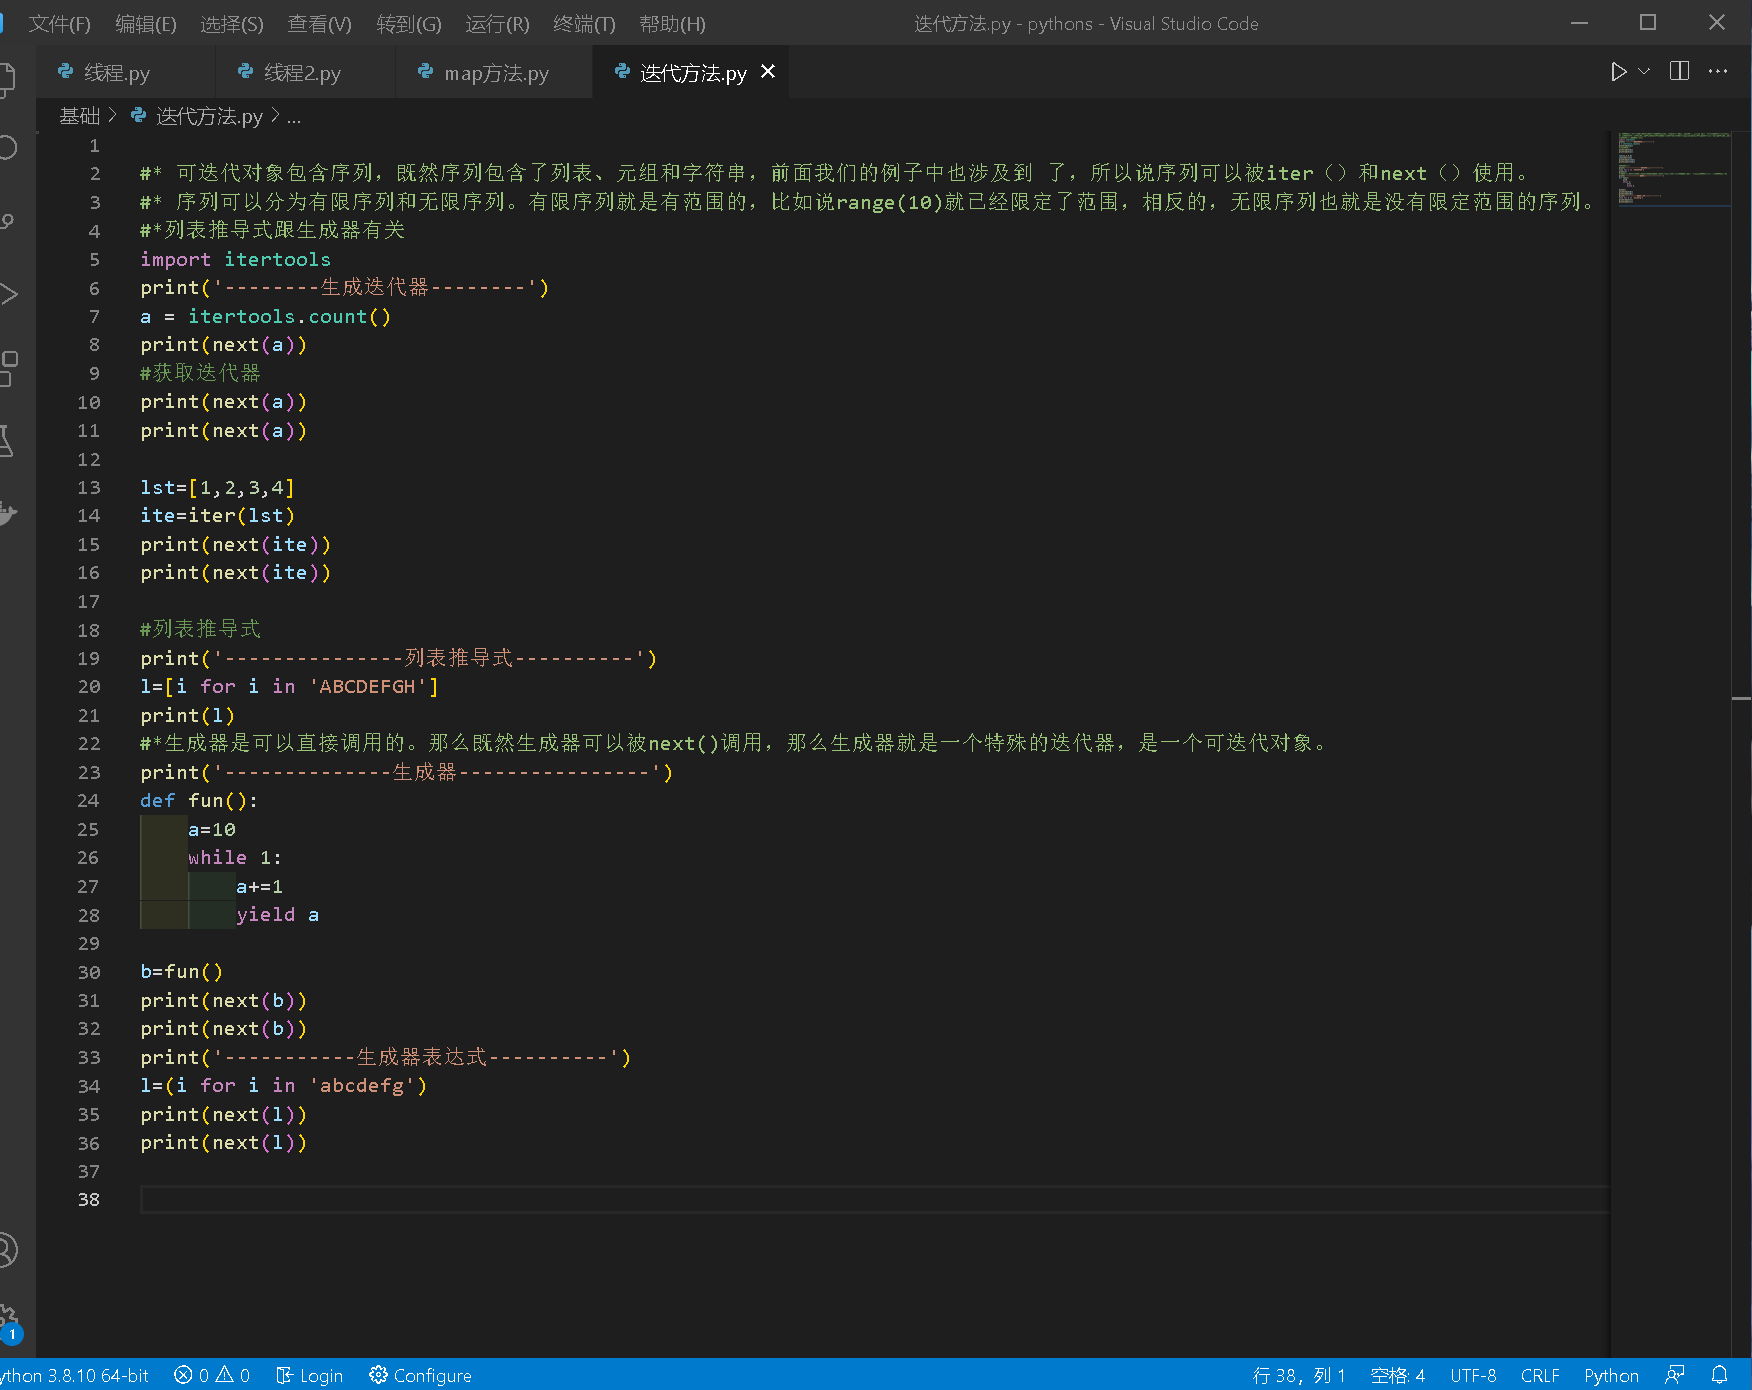 文件(F) 编辑(E) 选择(S) 查看(V) 转到(G) 运行(R) 终端(T) 帮助(H) 迭代方法.py - pythons - Visual Studio Code
线程.py 线程2.py map方法.py 迭代方法.py
基础 > 迭代方法.py > ...
1
2 #* 可迭代对象包含序列，既然序列包含了列表、元组和字符串，前面我们的例子中也涉及到 了，所以说序列可以被iter（）和next（）使用。
3 #* 序列可以分为有限序列和无限序列。有限序列就是有范围的，比如说range(10)就已经限定了范围，相反的，无限序列也就是没有限定范围的序列。
4 #*列表推导式跟生成器有关
5 import itertools
6 print('--------生成迭代器--------')
7 a = itertools.count()
8 print(next(a))
9 #获取迭代器
10 print(next(a))
11 print(next(a))
12
13 lst=[1,2,3,4]
14 ite=iter(lst)
15 print(next(ite))
16 print(next(ite))
17
18 #列表推导式
19 print('---------------列表推导式----------')
20 l=[i for i in 'ABCDEFGH']
21 print(l)
22 #*生成器是可以直接调用的。那么既然生成器可以被next()调用，那么生成器就是一个特殊的迭代器，是一个可迭代对象。
23 print('--------------生成器----------------')
24 def fun():
25     a=10
26     while 1:
27         a+=1
28         yield a
29
30 b=fun()
31 print(next(b))
32 print(next(b))
33 print('-----------生成器表达式----------')
34 l=(i for i in 'abcdefg')
35 print(next(l))
36 print(next(l))
37
38
1
ython 3.8.10 64-bit 0 0 Login Configure 行 38，列 1 空格: 4 UTF-8 CRLF Python